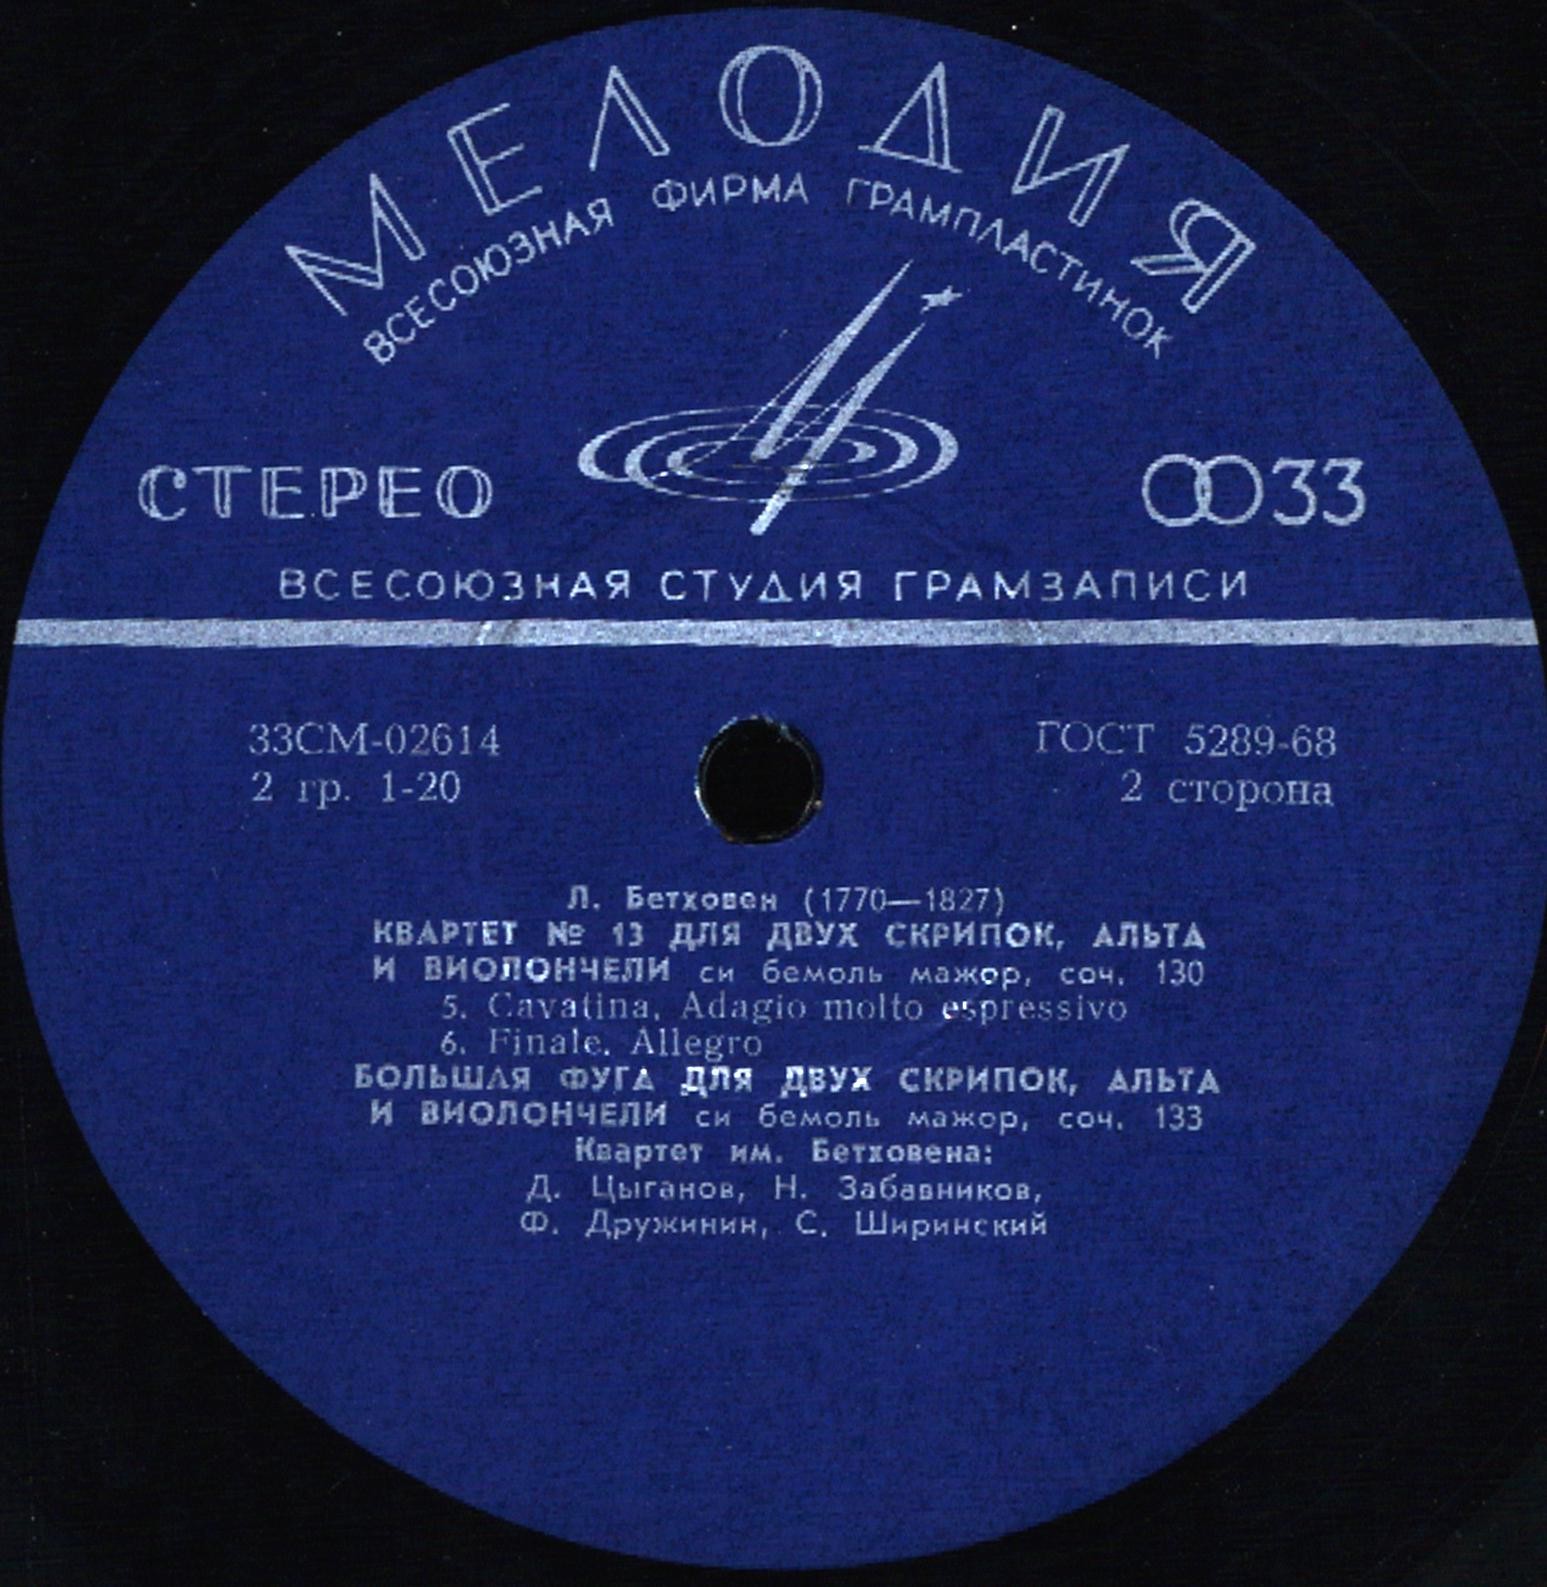 МЕЛОДИЯ
ВСЕСОЮЗНАЯ ФИРМА ГРАМПЛАСТИНОК
СТЕРЕО
33
ВСЕСОЮЗНАЯ СТУДИЯ ГРАМЗАПИСИ
33СМ-02614
ГОСТ 5289-68
2 гр. 1-20
2 сторона
Л. Бетховен (1770—1827)
КВАРТЕТ № 13 ДЛЯ ДВУХ СКРИПОК, АЛЬТА
И ВИОЛОНЧЕЛИ си бемоль мажор, соч. 130
5. Cavatina. Adagio molto espressivo
6. Finale. Allegro
БОЛЬШАЯ ФУГА ДЛЯ ДВУХ СКРИПОК, АЛЬТА
И ВИОЛОНЧЕЛИ си бемоль мажор, соч. 133
Квартет им. Бетховена:
Д. Цыганов, Н. Забавников,
Ф. Дружинин, С. Ширинский